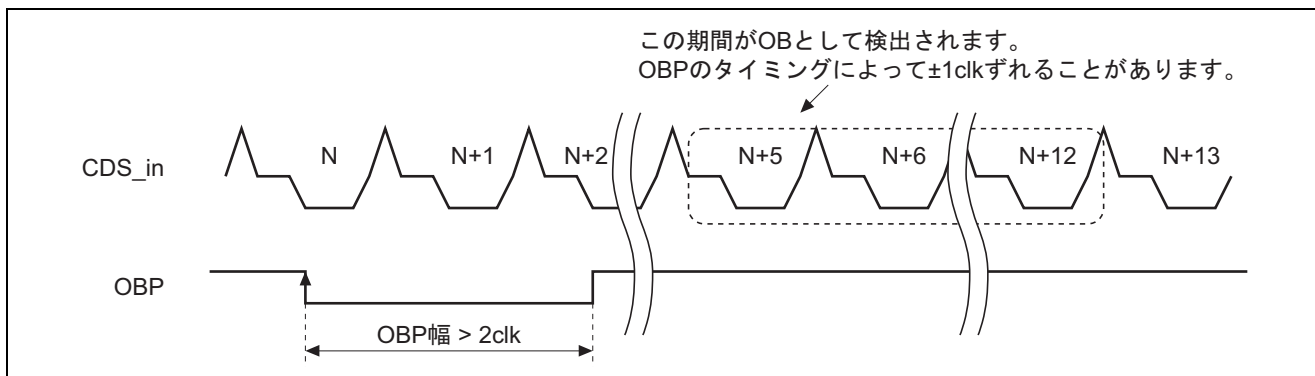 この期間がOBとして検出されます。
OBPのタイミングによって±1clkずれることがあります。
CDS_in
N
N+1
N+2
N+5
N+6
N+12
N+13
OBP
OBP幅 > 2clk